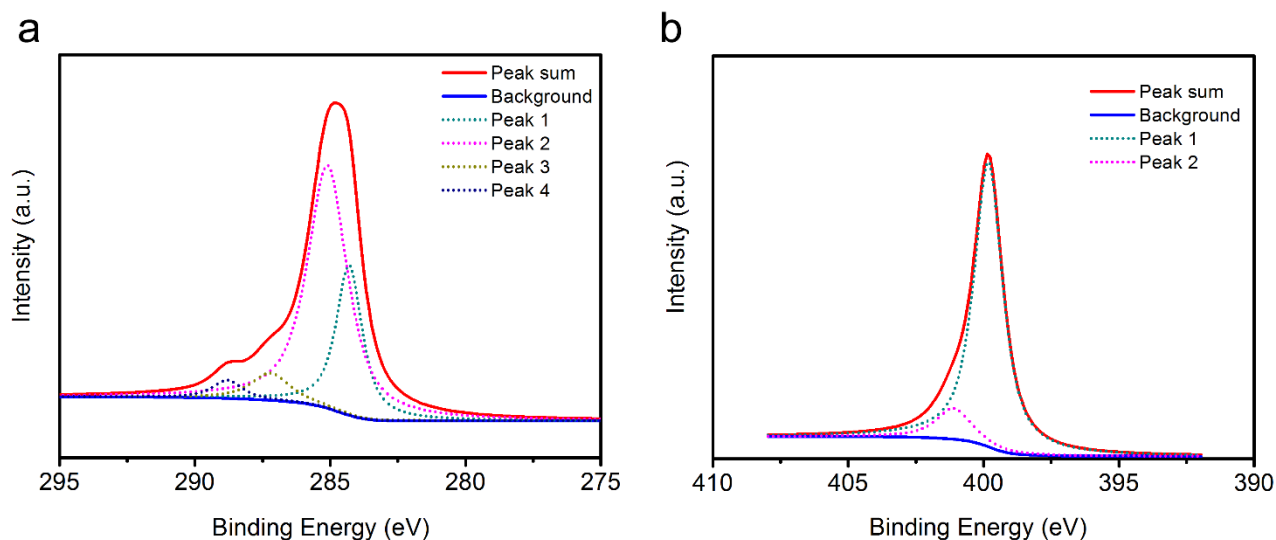 a
Peak sum
Background
Peak 1
Peak 2
Peak 3
Peak 4
Intensity (a.u.)
295 290 285 280 275
Binding Energy (eV)
b
Peak sum
Background
Peak 1
Peak 2
Intensity (a.u.)
410 405 400 395 390
Binding Energy (eV)